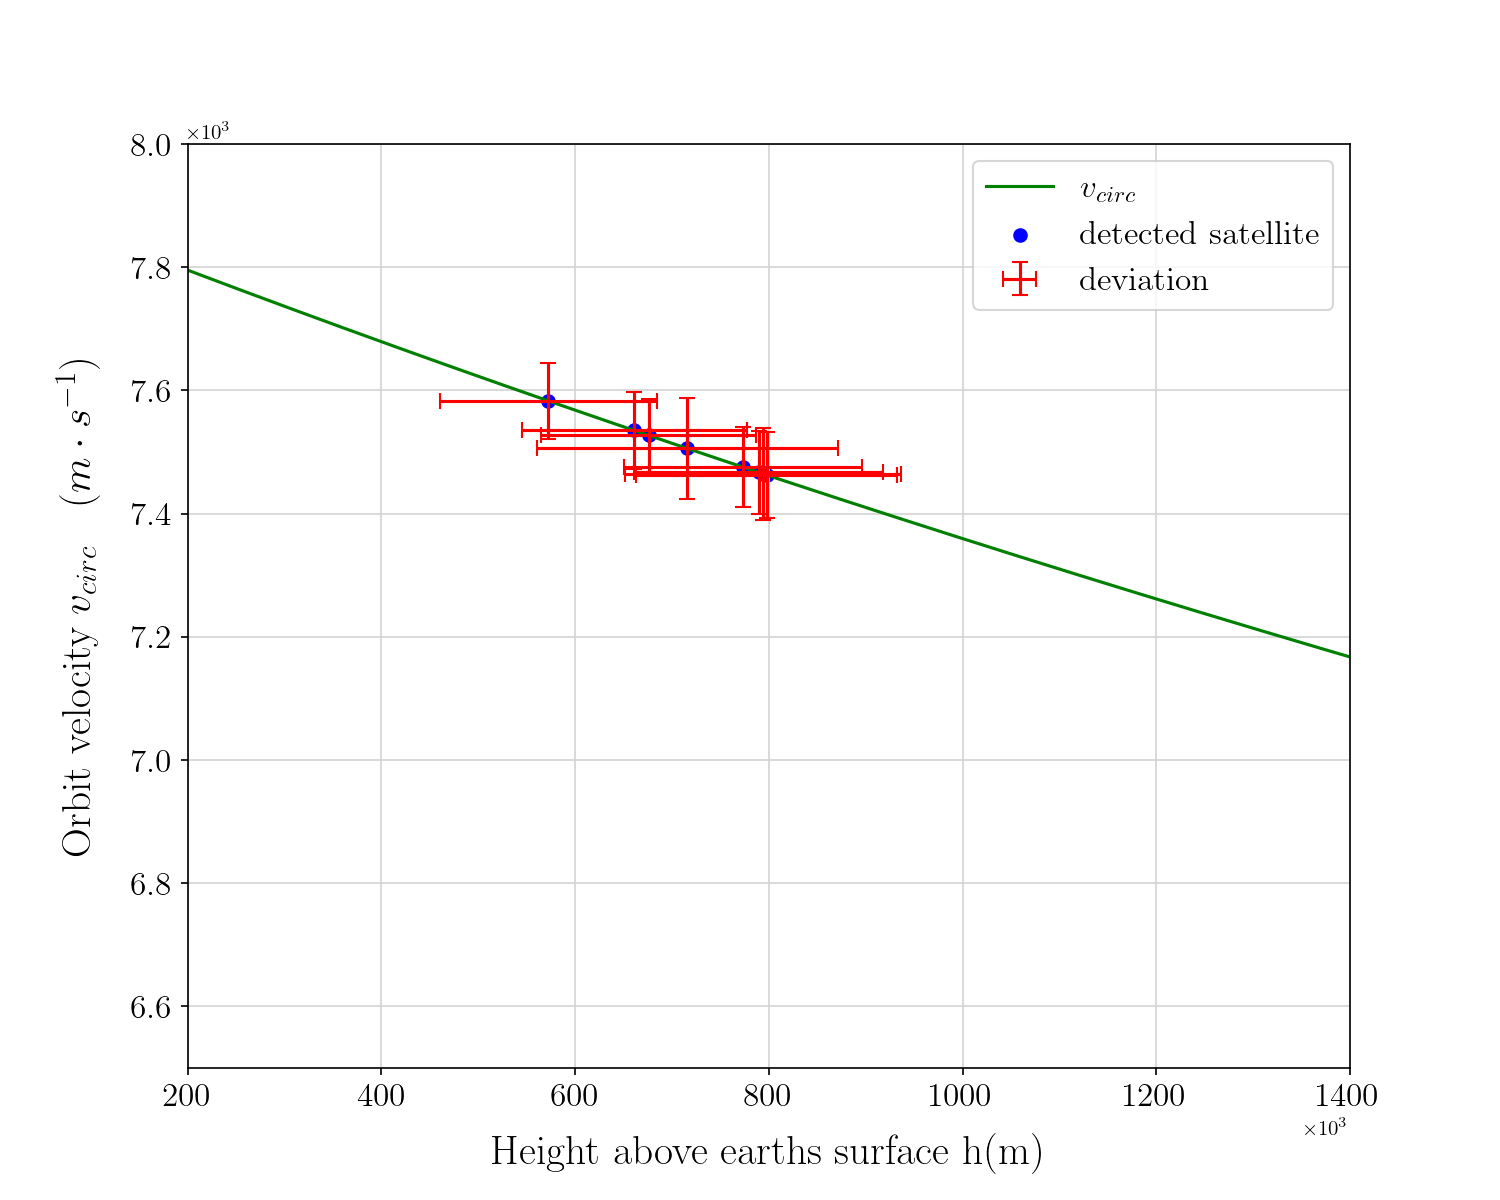 ×10³
8.0
7.8
7.6
7.4
7.2
7.0
6.8
6.6
Orbit velocity v_circ (m · s⁻¹)
v_circ
detected satellite
deviation
200 400 600 800 1000 1200 1400
×10³
Height above earths surface h(m)